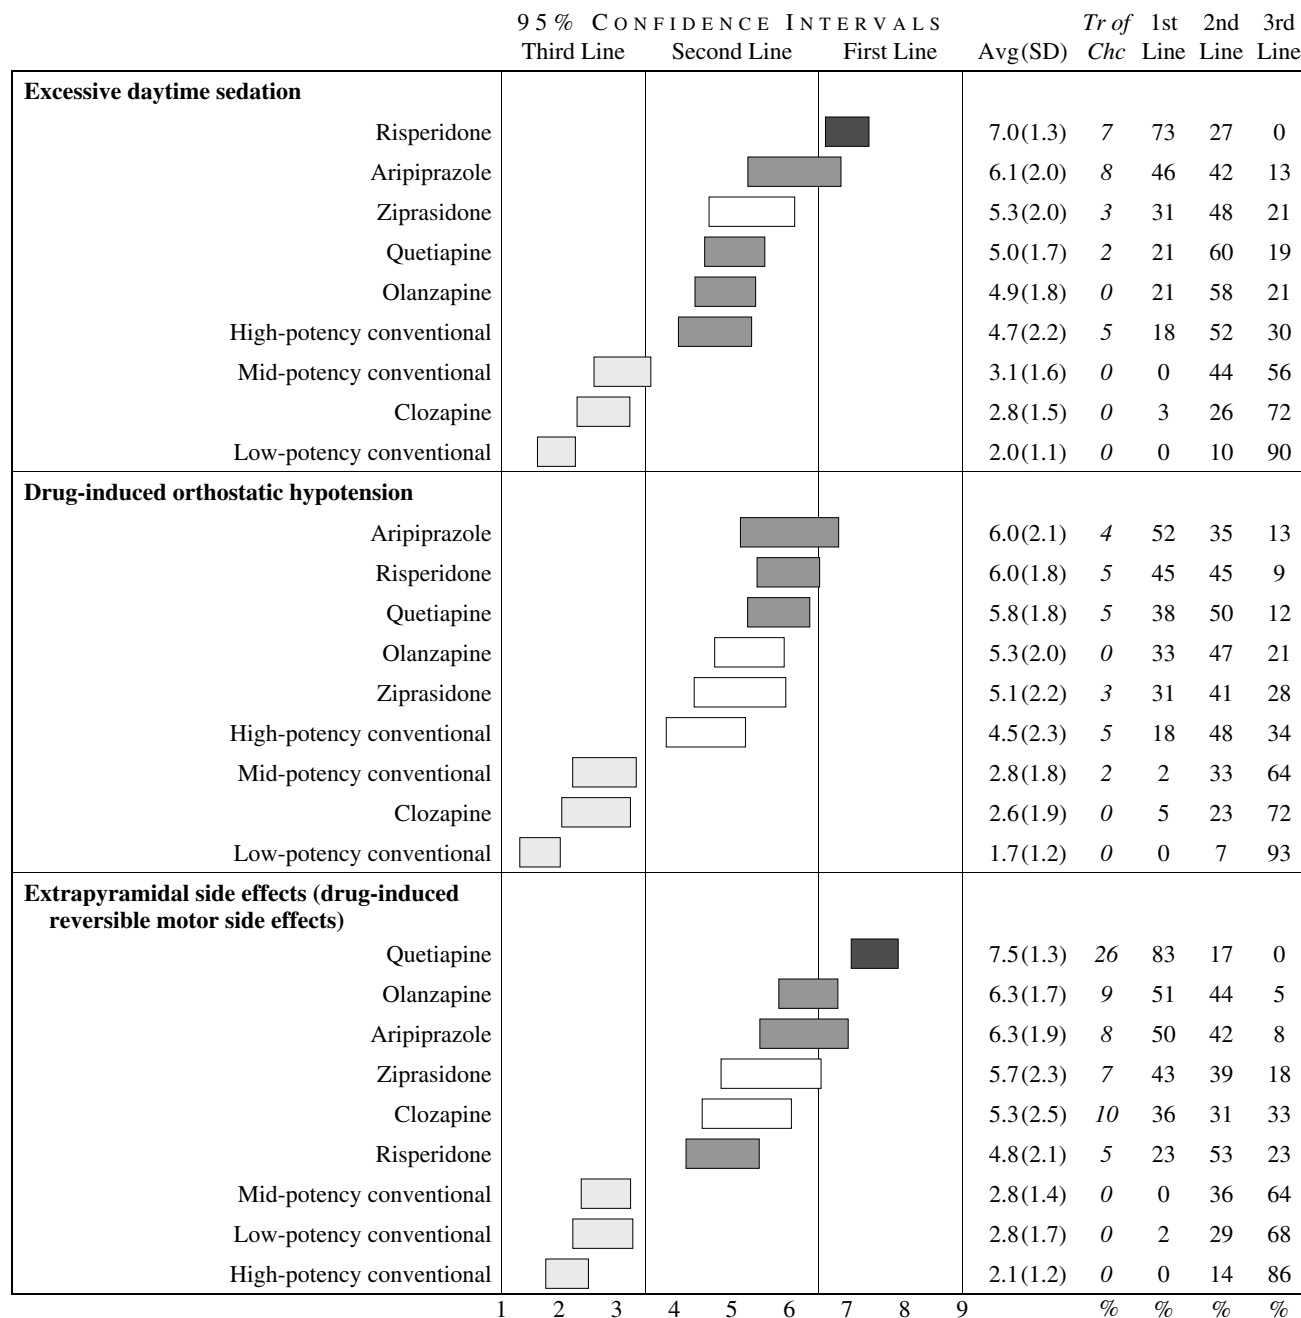 95% CONFIDENCE INTERVALS Tr of 1st 2nd 3rd
Third Line Second Line First Line Avg(SD) Chc Line Line Line
Excessive daytime sedation
Risperidone 7.0(1.3) 7 73 27 0
Aripiprazole 6.1(2.0) 8 46 42 13
Ziprasidone 5.3(2.0) 3 31 48 21
Quetiapine 5.0(1.7) 2 21 60 19
Olanzapine 4.9(1.8) 0 21 58 21
High-potency conventional 4.7(2.2) 5 18 52 30
Mid-potency conventional 3.1(1.6) 0 0 44 56
Clozapine 2.8(1.5) 0 3 26 72
Low-potency conventional 2.0(1.1) 0 0 10 90
Drug-induced orthostatic hypotension
Aripiprazole 6.0(2.1) 4 52 35 13
Risperidone 6.0(1.8) 5 45 45 9
Quetiapine 5.8(1.8) 5 38 50 12
Olanzapine 5.3(2.0) 0 33 47 21
Ziprasidone 5.1(2.2) 3 31 41 28
High-potency conventional 4.5(2.3) 5 18 48 34
Mid-potency conventional 2.8(1.8) 2 2 33 64
Clozapine 2.6(1.9) 0 5 23 72
Low-potency conventional 1.7(1.2) 0 0 7 93
Extrapyramidal side effects (drug-induced
reversible motor side effects)
Quetiapine 7.5(1.3) 26 83 17 0
Olanzapine 6.3(1.7) 9 51 44 5
Aripiprazole 6.3(1.9) 8 50 42 8
Ziprasidone 5.7(2.3) 7 43 39 18
Clozapine 5.3(2.5) 10 36 31 33
Risperidone 4.8(2.1) 5 23 53 23
Mid-potency conventional 2.8(1.4) 0 0 36 64
Low-potency conventional 2.8(1.7) 0 2 29 68
High-potency conventional 2.1(1.2) 0 0 14 86
1 2 3 4 5 6 7 8 9 % % % %